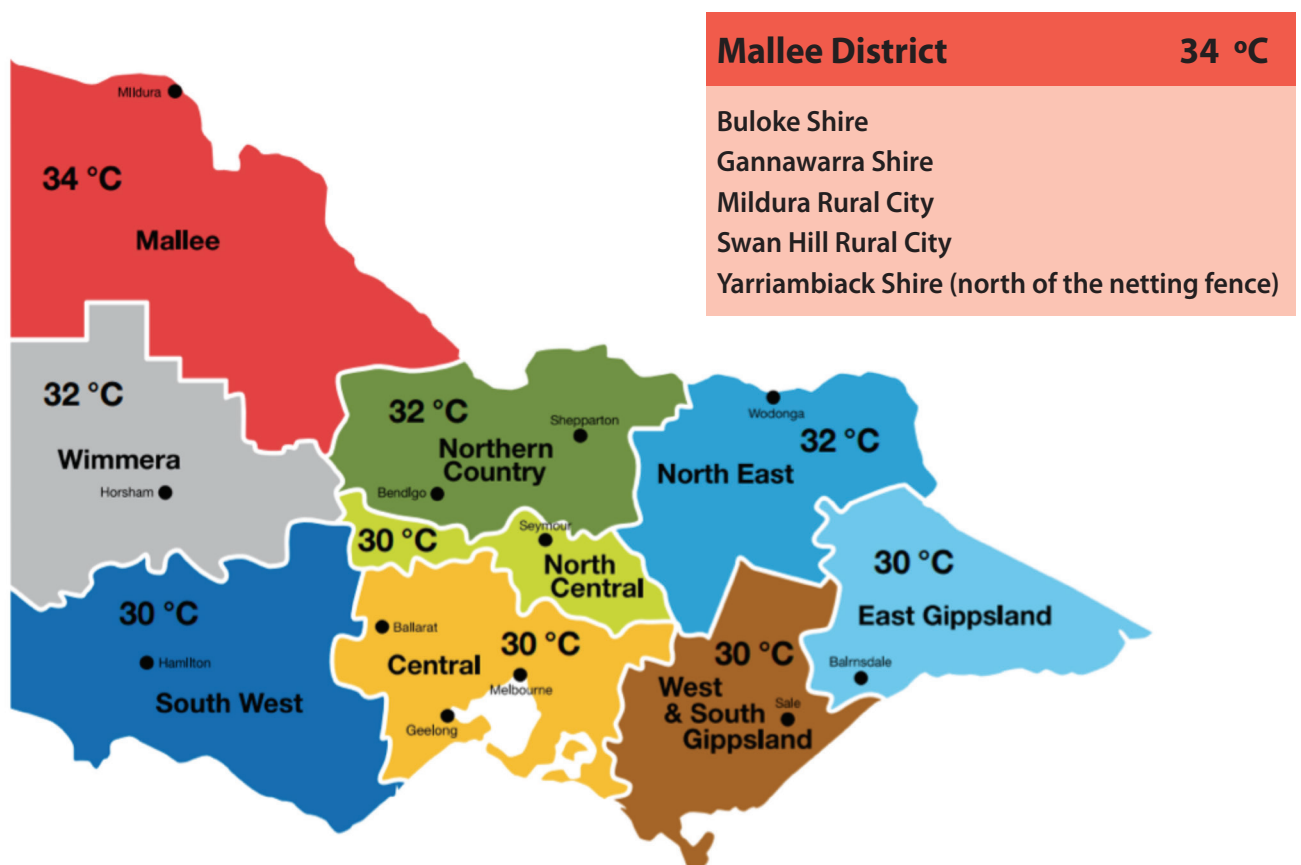 Mallee District 34 ºC
Buloke Shire
Gannawarra Shire
Mildura Rural City
Swan Hill Rural City
Yarriambiack Shire (north of the netting fence)
Mildura
34 °C
Mallee
32 °C
Wimmera
Horsham
32 °C
Shepparton
Northern
Country
Bendigo
Wodonga
32 °C
North East
30 °C
Seymour
North
Central
30 °C
East Gippsland
Bairnsdale
30 °C
Hamilton
South West
Ballarat
30 °C
Central
Melbourne
Geelong
30 °C
West
& South
Gippsland
Sale